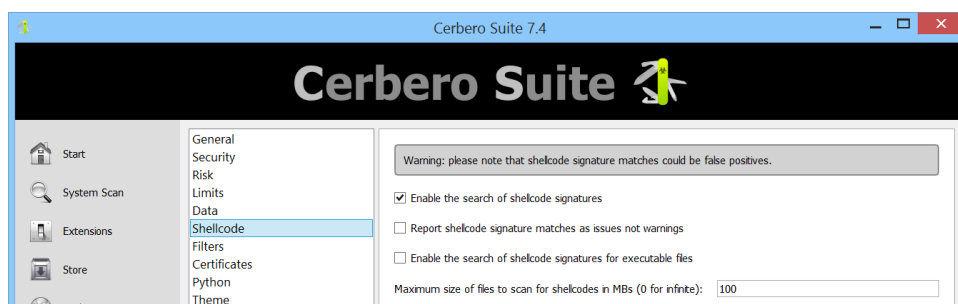 Cerbero Suite 7.4
Cerbero Suite
Start
System Scan
Extensions
Store
General
Security
Risk
Limits
Data
Shellcode
Filters
Certificates
Python
Theme
Warning: please note that shellcode signature matches could be false positives.
Enable the search of shellcode signatures
Report shellcode signature matches as issues not warnings
Enable the search of shellcode signatures for executable files
Maximum size of files to scan for shellcodes in MBs (0 for infinite): 100